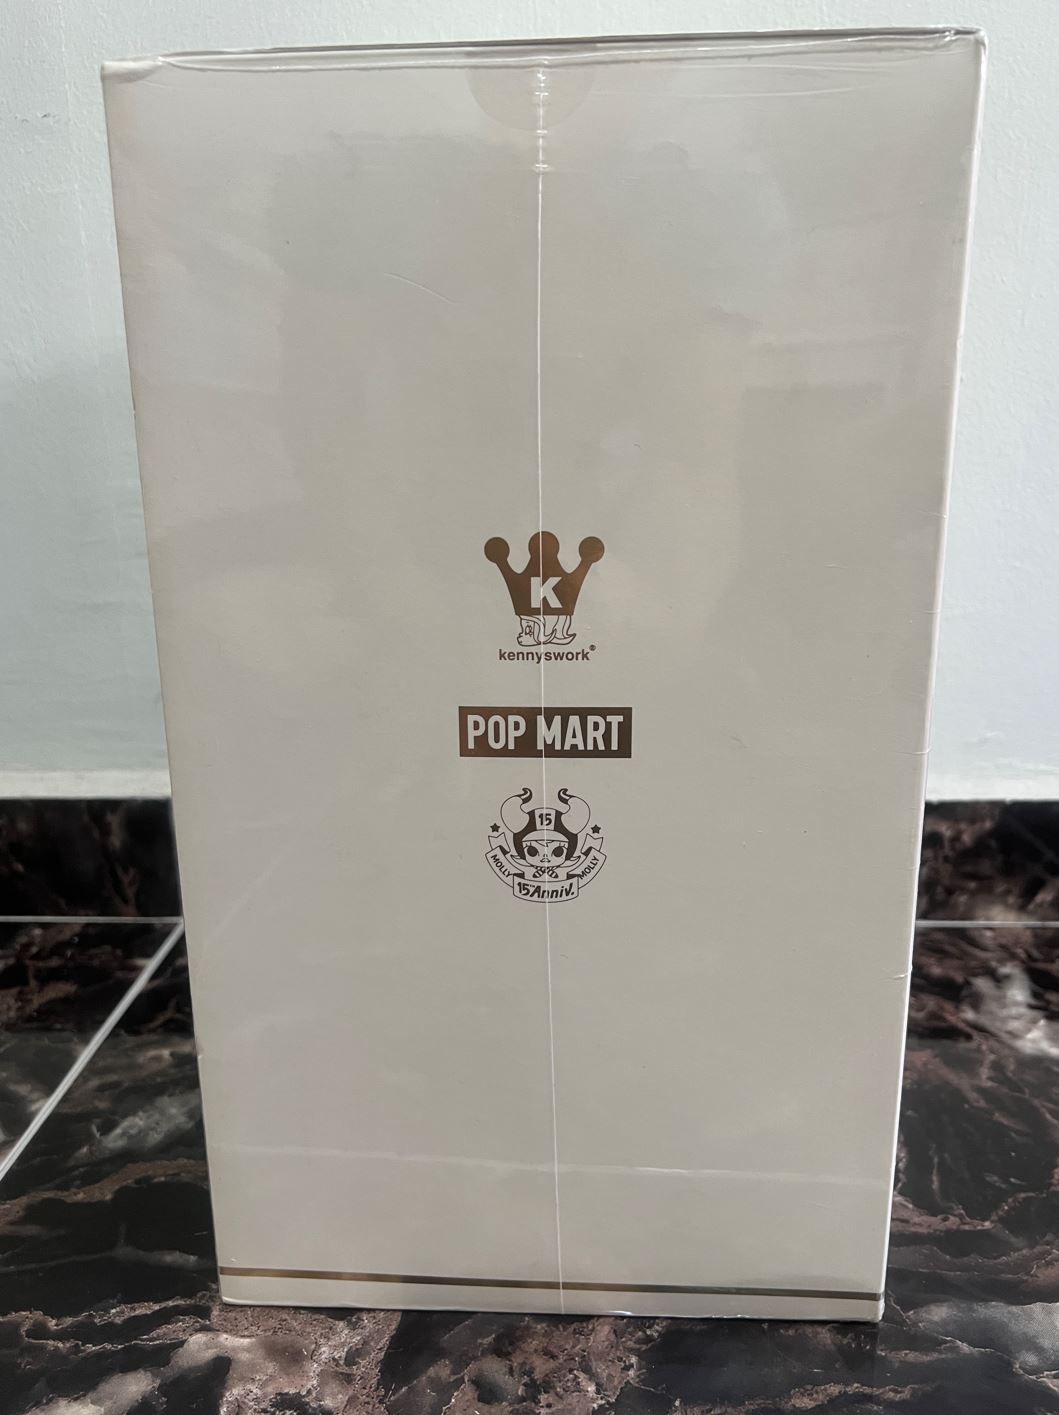 K
kennyswork®
POP MART
15
MOLLY MOLLY
15th Anniv.